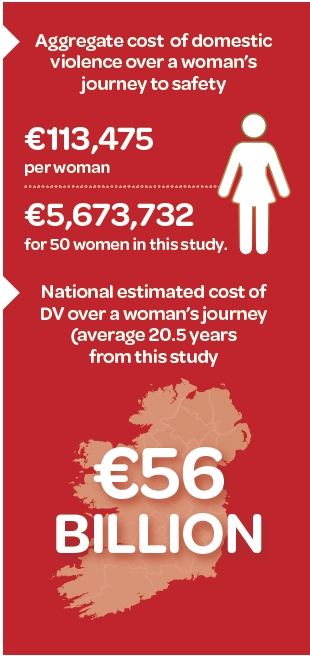 Aggregate cost of domestic
violence over a woman's
journey to safety
€113,475
per woman
€5,673,732
for 50 women in this study.
National estimated cost of
DV over a woman's journey
(average 20.5 years
from this study
€56
BILLION